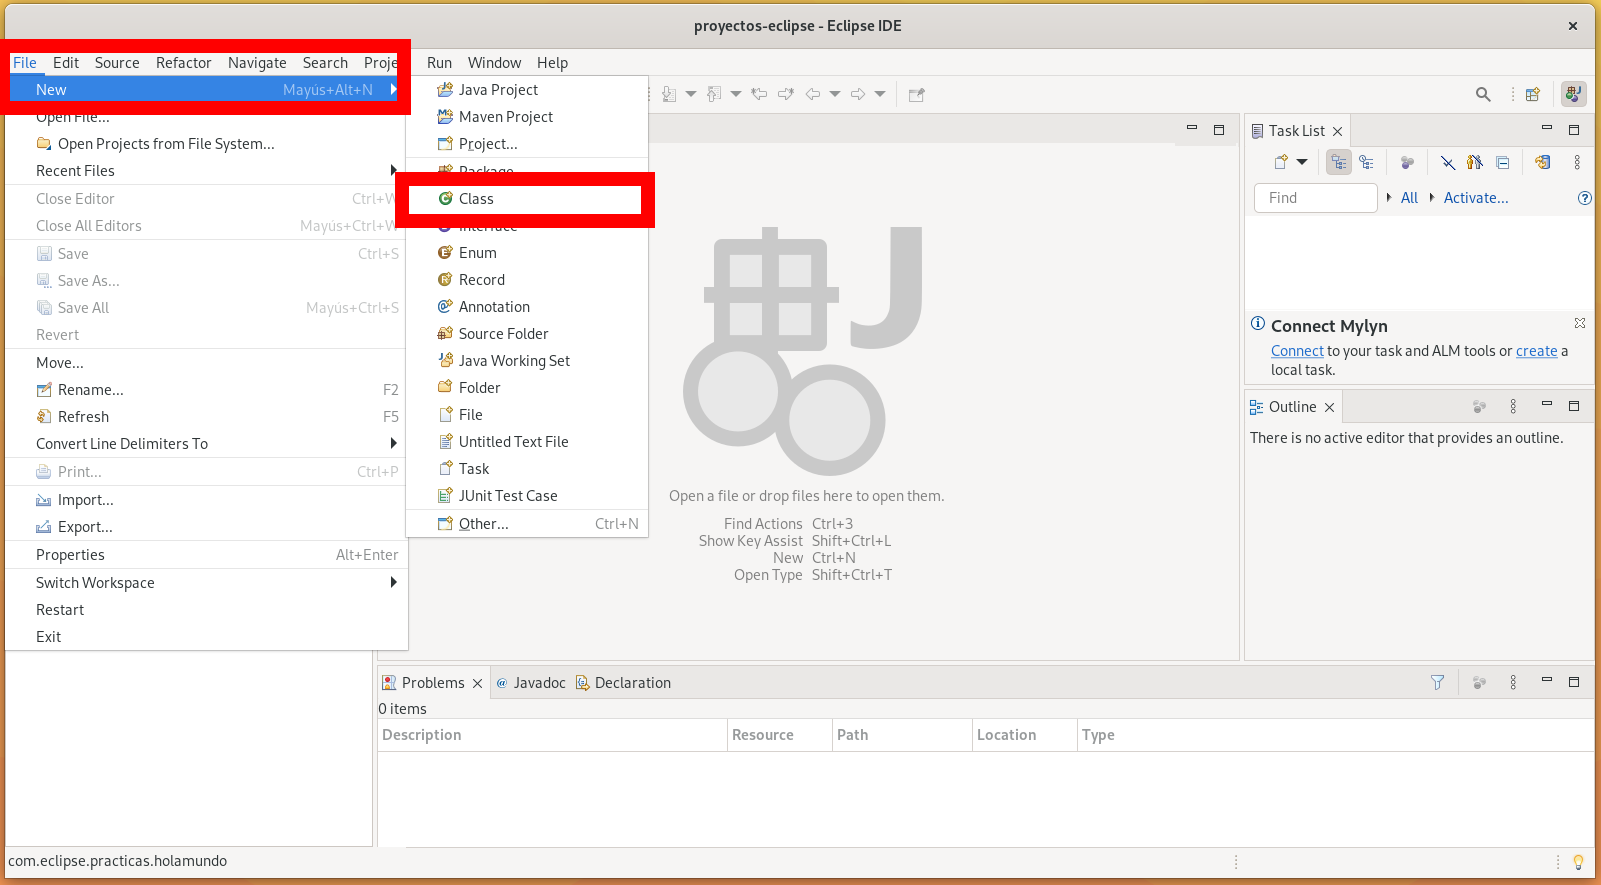 proyectos-eclipse - Eclipse IDE
File Edit Source Refactor Navigate Search Proje Run Window Help
New Mayús+Alt+N
Open File...
Open Projects from File System...
Recent Files
Close Editor Ctrl+W
Close All Editors Mayús+Ctrl+W
Save Ctrl+S
Save As...
Save All Mayús+Ctrl+S
Revert
Move...
Rename... F2
Refresh F5
Convert Line Delimiters To
Print... Ctrl+P
Import...
Export...
Properties Alt+Enter
Switch Workspace
Restart
Exit
Java Project
Maven Project
Project...
Package
Class
Interface
Enum
Record
Annotation
Source Folder
Java Working Set
Folder
File
Untitled Text File
Task
JUnit Test Case
Other... Ctrl+N
Open a file or drop files here to open them.
Find Actions Ctrl+3
Show Key Assist Shift+Ctrl+L
New Ctrl+N
Open Type Shift+Ctrl+T
Task List
Find All Activate...
Connect Mylyn
Connect to your task and ALM tools or create a
local task.
Outline
There is no active editor that provides an outline.
Problems Javadoc Declaration
0 items
Description Resource Path Location Type
com.eclipse.practicas.holamundo